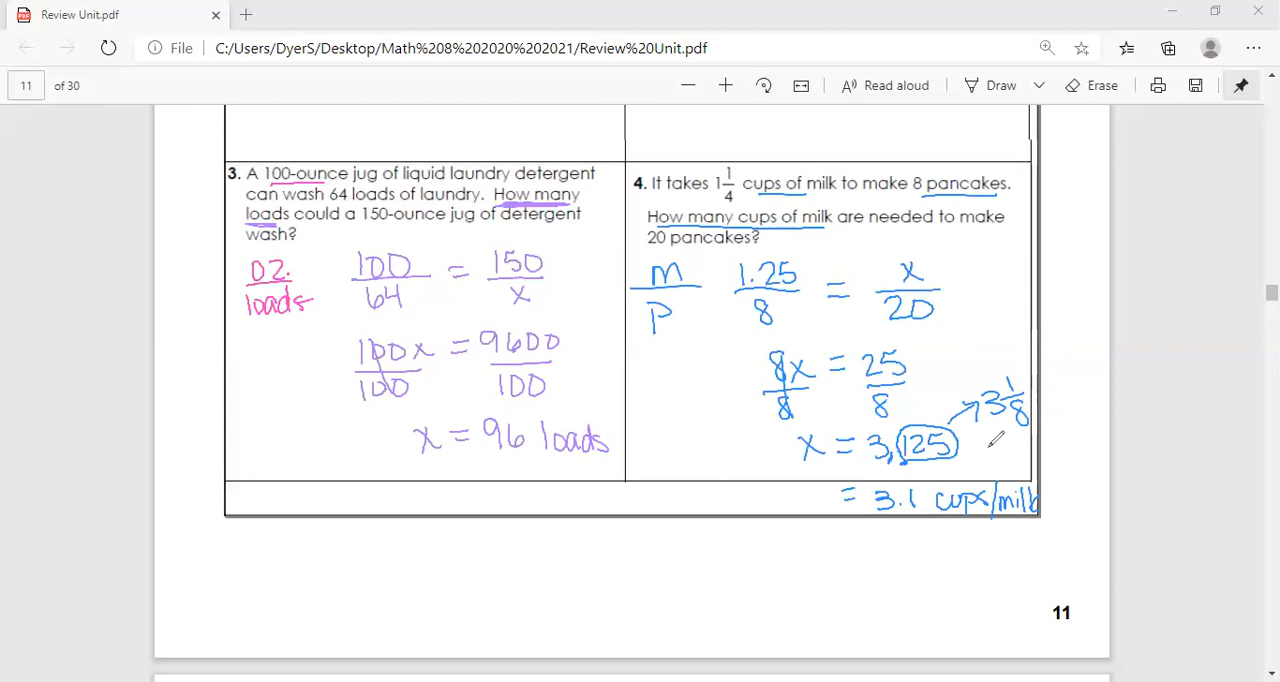 Review Unit.pdf
File C:/Users/DyerS/Desktop/Math%208%202020%202021/Review%20Unit.pdf
11 of 30 Read aloud Draw Erase
3. A 100-ounce jug of liquid laundry detergent
can wash 64 loads of laundry. How many
loads could a 150-ounce jug of detergent
wash?
OZ.
loads
100/64 = 150/x
100x/100 = 9600/100
x = 96 loads
4. It takes 1 1/4 cups of milk to make 8 pancakes.
How many cups of milk are needed to make
20 pancakes?
m/p 1.25/8 = x/20
8x/8 = 25/8
3 1/8
x = 3.125
= 3.1 cups/milk
11